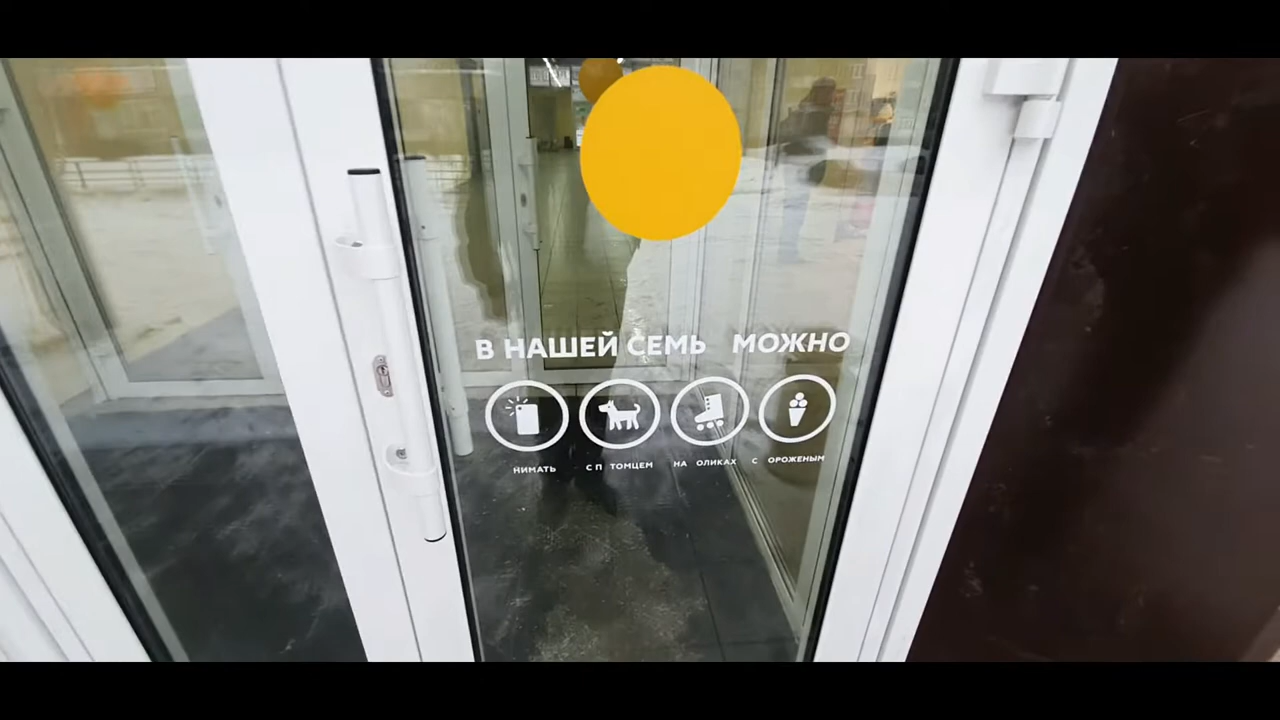 В НАШЕЙ СЕМЬ МОЖНО
НИМАТЬ С П ТОМЦЕМ НА ОЛИКАХ С ОРОЖЕНЫМ